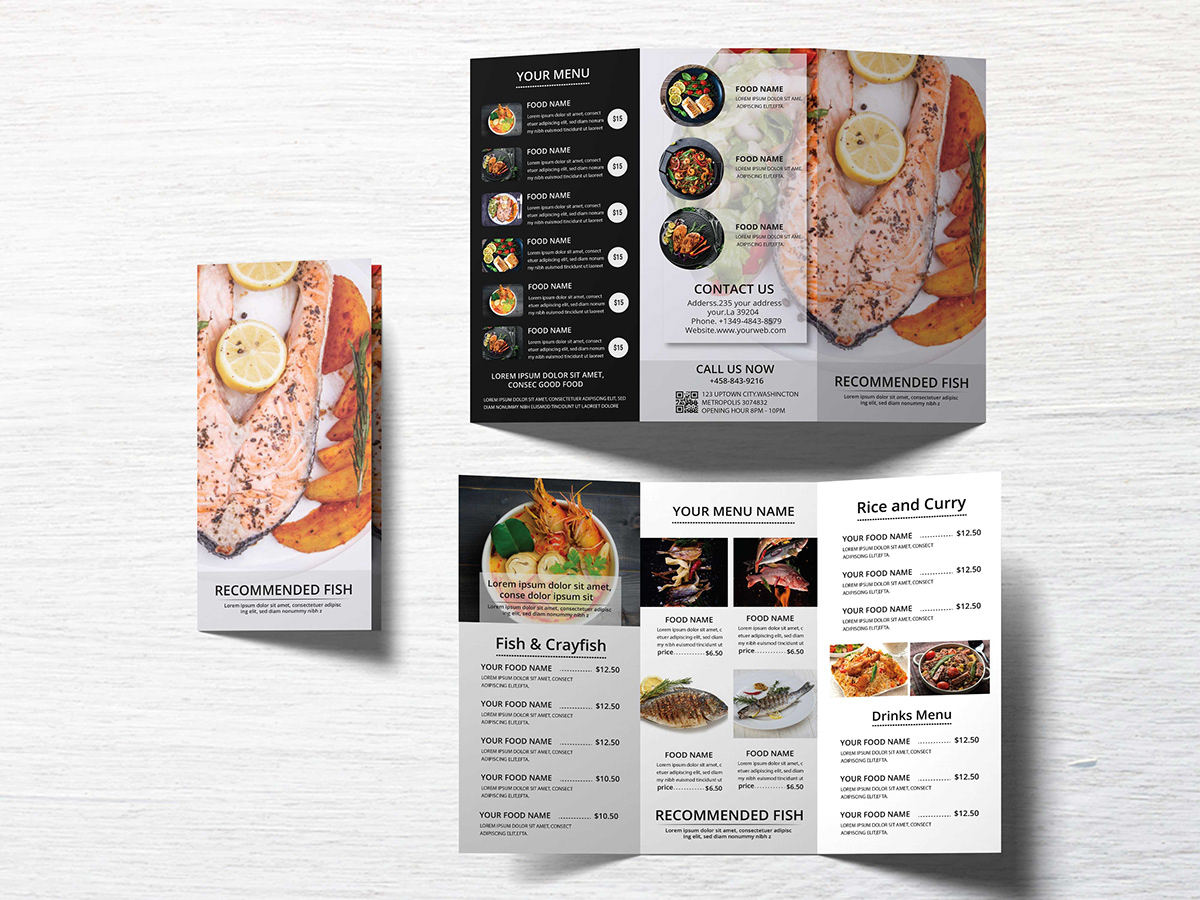 RECOMMENDED FISH
Lorem ipsum dolor sit amet, consectetuer adipisc
ing elit, sed diam nonummy nibh z
YOUR MENU
FOOD NAME
Lorem ipsum dolor sit amet, consect
etuer adipiscing elit, sed diam nonum
my nibh euismod tincidunt ut laoreet
$15
FOOD NAME
Lorem ipsum dolor sit amet, consect
etuer adipiscing elit, sed diam nonum
my nibh euismod tincidunt ut laoreet
$15
FOOD NAME
Lorem ipsum dolor sit amet, consect
etuer adipiscing elit, sed diam nonum
my nibh euismod tincidunt ut laoreet
$15
FOOD NAME
Lorem ipsum dolor sit amet, consect
etuer adipiscing elit, sed diam nonum
my nibh euismod tincidunt ut laoreet
$15
FOOD NAME
Lorem ipsum dolor sit amet, consect
etuer adipiscing elit, sed diam nonum
my nibh euismod tincidunt ut laoreet
$15
FOOD NAME
Lorem ipsum dolor sit amet, consect
etuer adipiscing elit, sed diam nonum
my nibh euismod tincidunt ut laoreet
$15
LOREM IPSUM DOLOR SIT AMET,
CONSEC GOOD FOOD
LOREM IPSUM DOLOR SIT AMET, CONSECTETUER ADIPISCING ELIT, SED
DIAM NONUMMY NIBH EUISMOD TINCIDUNT UT LAOREET DOLORE
FOOD NAME
LOREM IPSUM DOLOR SIT AME,
CONSECT ADIPISCING ELIT,EFTA.
FOOD NAME
LOREM IPSUM DOLOR SIT AME,
ADIPISCING ELIT,EFTA.
FOOD NAME
LOREM IPSUM DOLOR SIT AME,
ADIPISCING ELIT,EFTA.
CONTACT US
Adderss.235 your address
your.La 39204
Phone. +1349-4843-8579
Website.www.yourweb.com
CALL US NOW
+458-843-9216
123 UPTOWN CITY.WASHINGTON
METROPOLIS 3074832
OPENING HOUR 8PM - 10PM
RECOMMENDED FISH
Lorem ipsum dolor sit amet, consectetuer adipisc
ing elit, sed diam nonummy nibh z
Lorem ipsum dolor sit amet,
conse dolor ipsum sit
Lorem ipsum dolor sit amet, consectetuer adipisc
ing elit, sed diam nonummy nibh z
Fish & Crayfish
YOUR FOOD NAME ............ $12.50
LOREM IPSUM DOLOR SIT AMET, CONSECT
ADIPISCING ELIT,EFTA.
YOUR FOOD NAME ............ $12.50
LOREM IPSUM DOLOR SIT AMET, CONSECT
ADIPISCING ELIT,EFTA.
YOUR FOOD NAME ............ $12.50
LOREM IPSUM DOLOR SIT AMET, CONSECT
ADIPISCING ELIT,EFTA.
YOUR FOOD NAME ............ $10.50
LOREM IPSUM DOLOR SIT AMET, CONSECT
ADIPISCING ELIT,EFTA.
YOUR FOOD NAME ............ $10.50
LOREM IPSUM DOLOR SIT AMET, CONSECT
ADIPISCING ELIT,EFTA.
YOUR MENU NAME
FOOD NAME
Lorem ipsum dolor sit amet, c
ectetuer adipiscing elit, sed diam
my nibh euismod tincidunt ut
price............ $6.50
FOOD NAME
Lorem ipsum dolor sit amet, c
ectetuer adipiscing elit, sed diam
my nibh euismod tincidunt ut
price............ $6.50
FOOD NAME
Lorem ipsum dolor sit amet, c
ectetuer adipiscing elit, sed diam
my nibh euismod tincidunt ut
price............ $6.50
FOOD NAME
Lorem ipsum dolor sit amet, c
ectetuer adipiscing elit, sed diam
my nibh euismod tincidunt ut
price............ $6.50
RECOMMENDED FISH
Lorem ipsum dolor sit amet, consectetuer adipisc
ing elit, sed diam nonummy nibh z
Rice and Curry
YOUR FOOD NAME ............ $12.50
LOREM IPSUM DOLOR SIT AMET, CONSECT
ADIPISCING ELIT,EFTA.
YOUR FOOD NAME ............ $12.50
LOREM IPSUM DOLOR SIT AMET, CONSECT
ADIPISCING ELIT,EFTA.
YOUR FOOD NAME ............ $12.50
LOREM IPSUM DOLOR SIT AMET, CONSECT
ADIPISCING ELIT,EFTA.
Drinks Menu
YOUR FOOD NAME ............ $12.50
LOREM IPSUM DOLOR SIT AMET, CONSECT
ADIPISCING ELIT,EFTA.
YOUR FOOD NAME ............ $12.50
LOREM IPSUM DOLOR SIT AMET, CONSECT
ADIPISCING ELIT,EFTA.
YOUR FOOD NAME ............ $12.50
LOREM IPSUM DOLOR SIT AMET, CONSECT
ADIPISCING ELIT,EFTA.